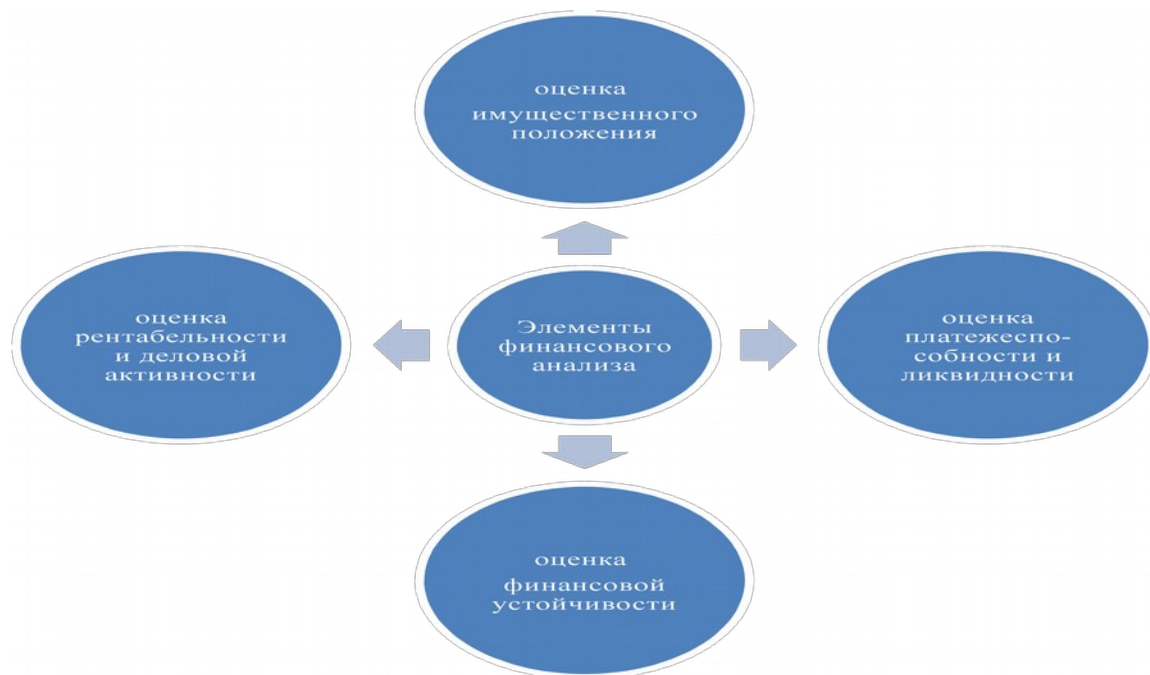 оценка
имущественного
положения
оценка
рентабельности
и деловой
активности
Элементы
финансового
анализа
оценка
платежеспо-
собности и
ликвидности
оценка
финансовой
устойчивости